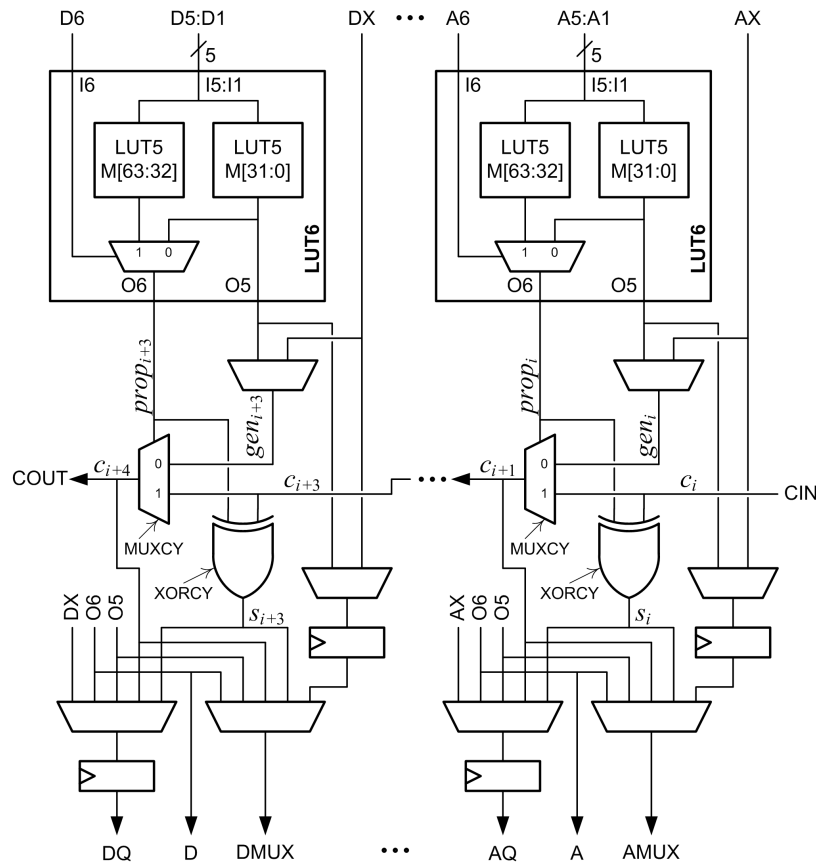 D6 D5:D1 DX ••• A6 A5:A1 AX
5 5
I6 I5:I1 I6 I5:I1
LUT5 LUT5 LUT5 LUT5
M[63:32] M[31:0] M[63:32] M[31:0]
LUT6 LUT6
1 0 1 0
O6 O5 O6 O5
prop_{i+3} gen_{i+3} prop_i gen_i
0 0
COUT c_{i+4} c_{i+3} ••• c_{i+1} c_i CIN
1 1
MUXCY MUXCY
XORCY XORCY
DX O6 O5 s_{i+3} AX O6 O5 s_i
DQ D DMUX ••• AQ A AMUX